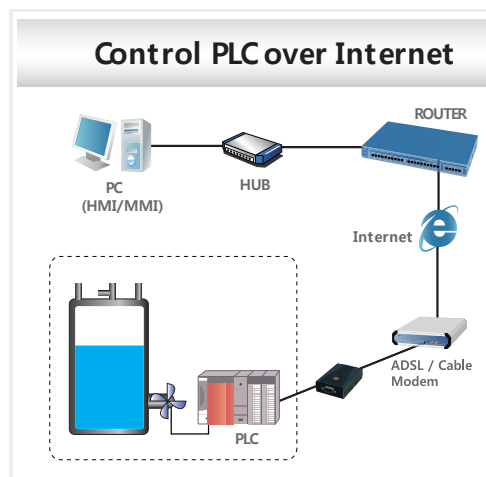 Control PLC over Internet
ROUTER
PC
(HMI/MMI)
HUB
Internet
ADSL / Cable
Modem
PLC